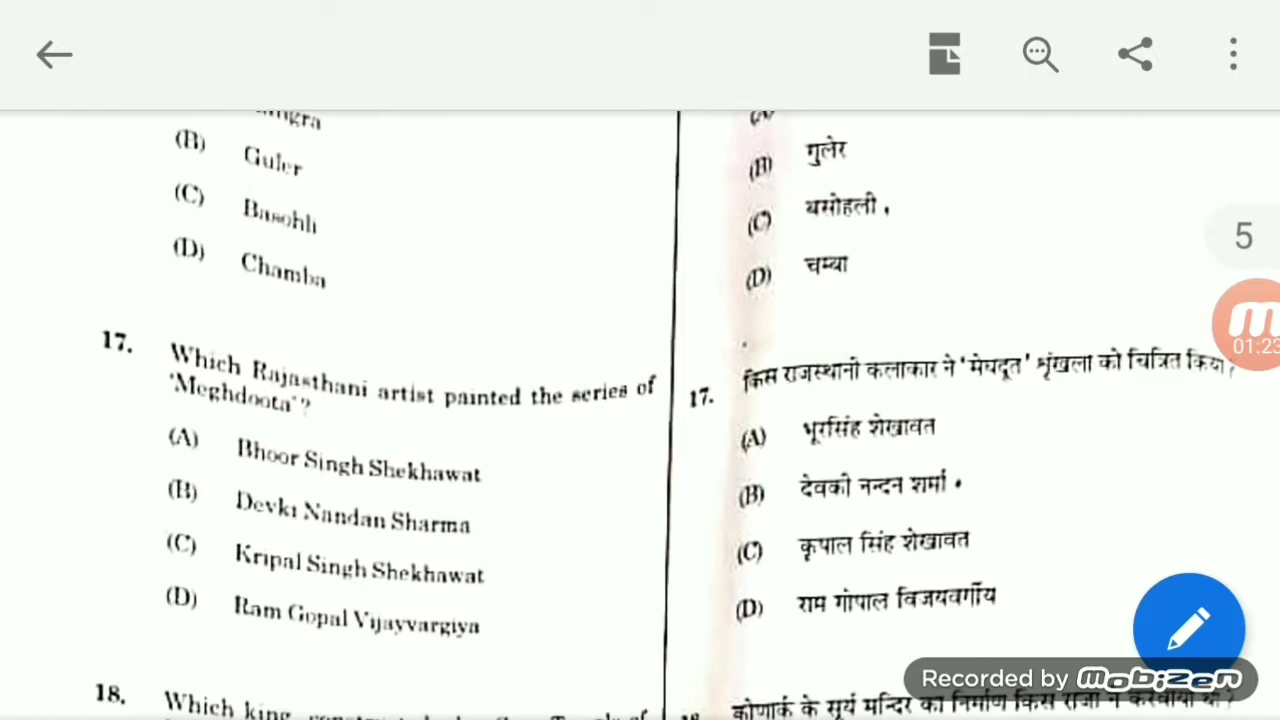 (B) Guler
(C) Basohli
(D) Chamba
17. Which Rajasthani artist painted the series of
'Meghdoota' ?
(A) Bhoor Singh Shekhawat
(B) Devki Nandan Sharma
(C) Kripal Singh Shekhawat
(D) Ram Gopal Vijayvargiya
18. Which king
(B) गुलेर
(C) बसोहली
(D) चम्बा
17. किस राजस्थानी कलाकार ने 'मेघदूत' शृंखला को चित्रित किया ?
(A) भूरसिंह शेखावत
(B) देवकी नन्दन शर्मा
(C) कृपाल सिंह शेखावत
(D) राम गोपाल विजयवर्गीय
कोणार्क के सूर्य मन्दिर का निर्माण किस राजा ने करवाया था ?
5
01:23
Recorded by mobizen